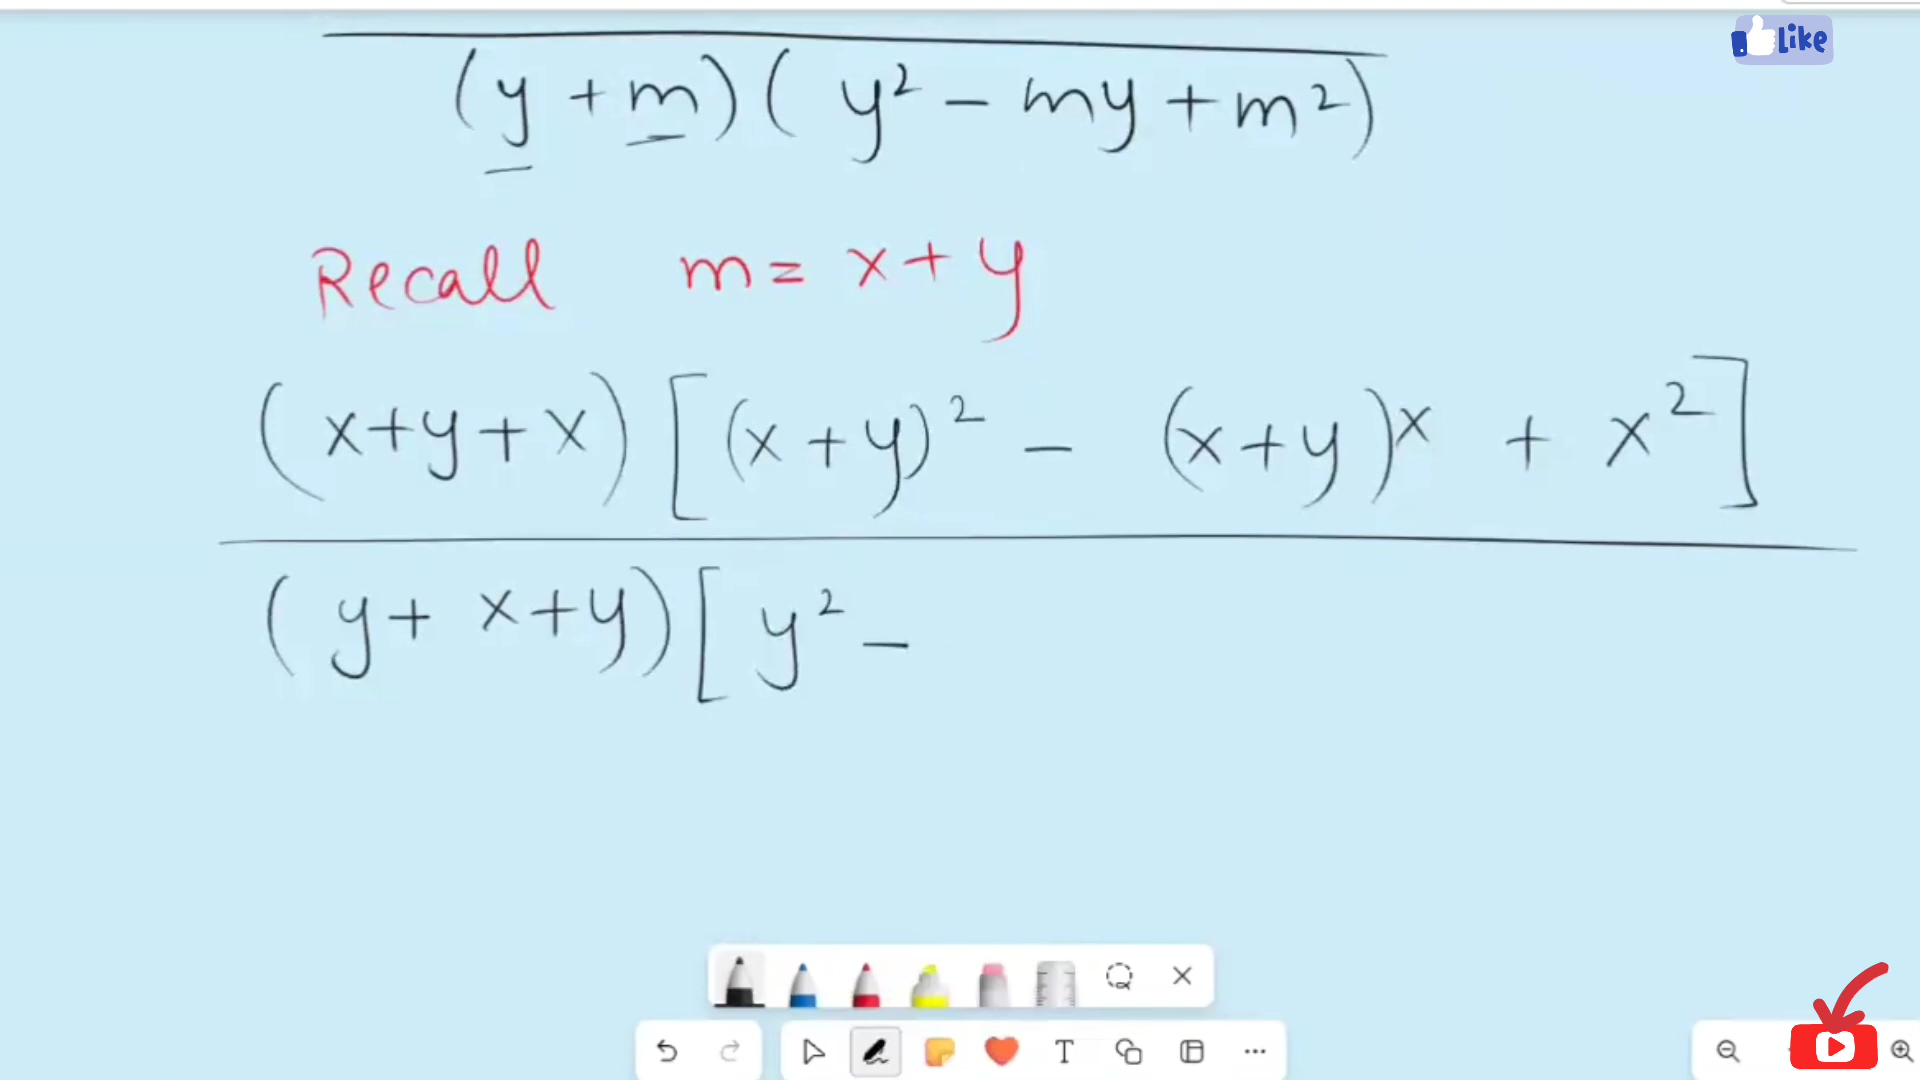 Like
(y + m)(y² - my + m²)
Recall m = x + y
(x+y+x)[(x+y)² - (x+y)x + x²]
(y+x+y)[y² -
T